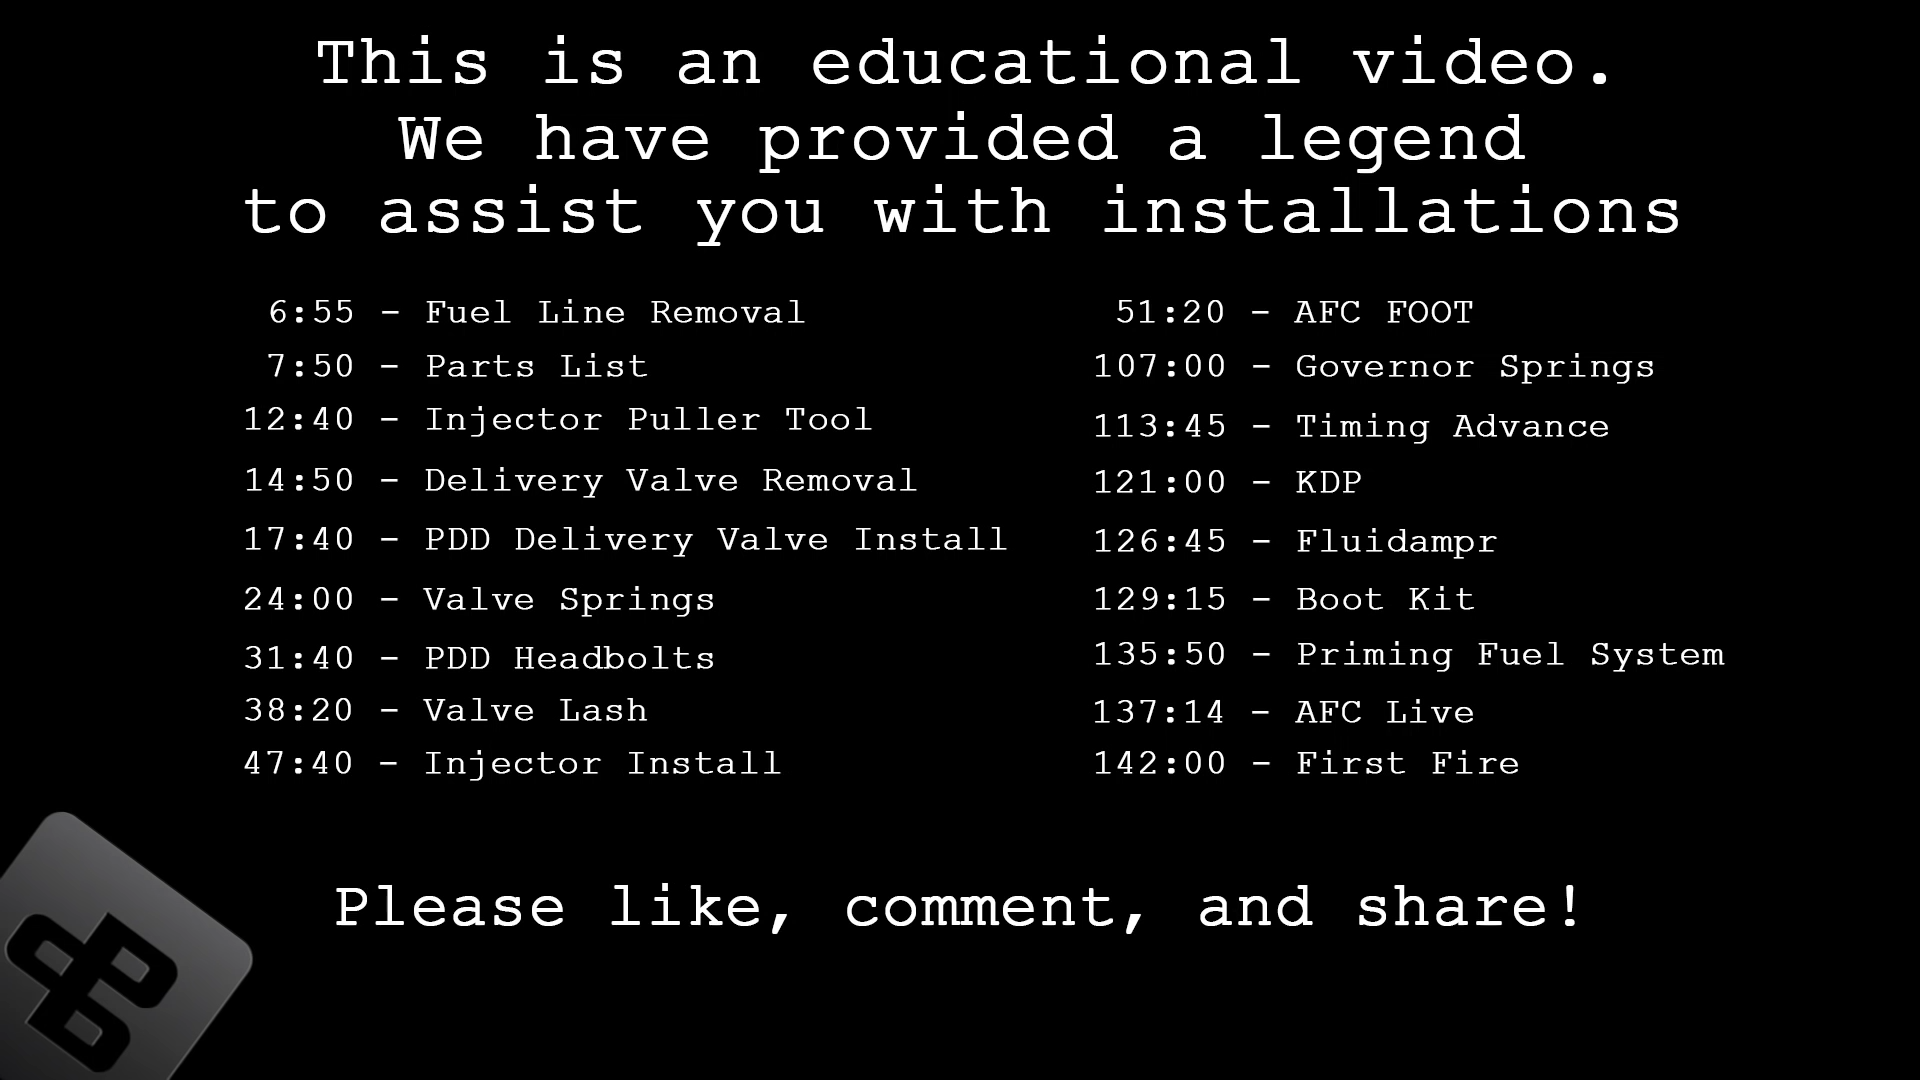 This is an educational video.
We have provided a legend
to assist you with installations
6:55 - Fuel Line Removal
7:50 - Parts List
12:40 - Injector Puller Tool
14:50 - Delivery Valve Removal
17:40 - PDD Delivery Valve Install
24:00 - Valve Springs
31:40 - PDD Headbolts
38:20 - Valve Lash
47:40 - Injector Install
51:20 - AFC FOOT
107:00 - Governor Springs
113:45 - Timing Advance
121:00 - KDP
126:45 - Fluidampr
129:15 - Boot Kit
135:50 - Priming Fuel System
137:14 - AFC Live
142:00 - First Fire
Please like, comment, and share!